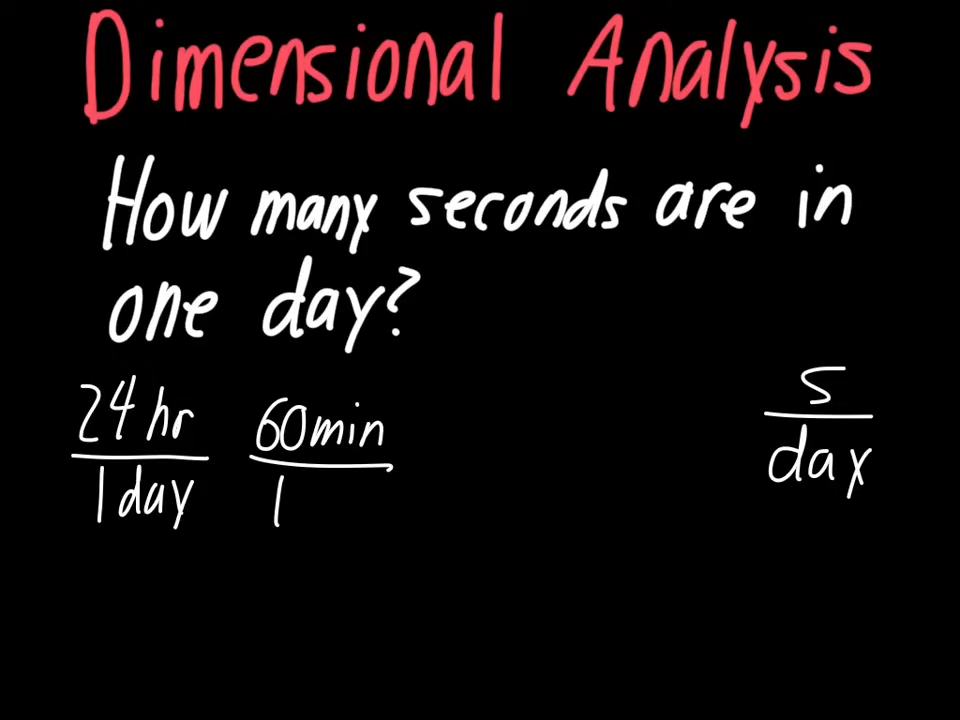 Dimensional Analysis
How many seconds are in
one day?
24 hr 60 min s
1 day 1 day